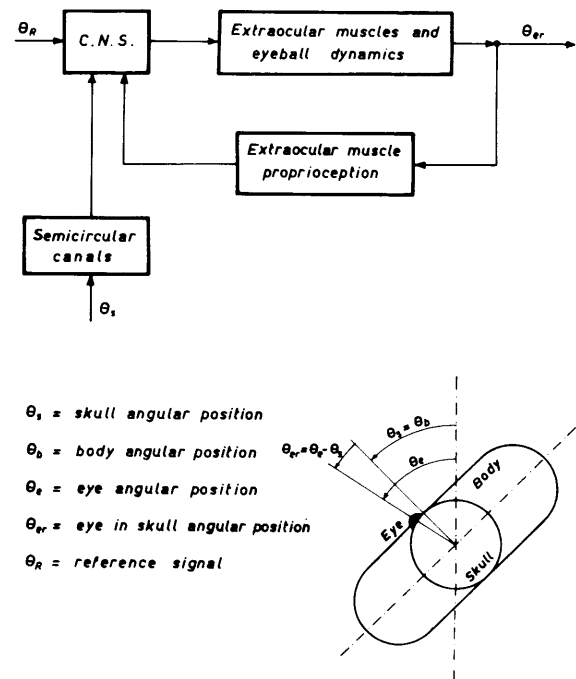 θR
C.N.S.
Extraocular muscles and
eyeball dynamics
θer
Extraocular muscle
proprioception
Semicircular
canals
θs
θs = skull angular position
θb = body angular position
θe = eye angular position
θer = eye in skull angular position
θR = reference signal
θs = θb
θer = θe - θs
θe
Body
Eye
Skull